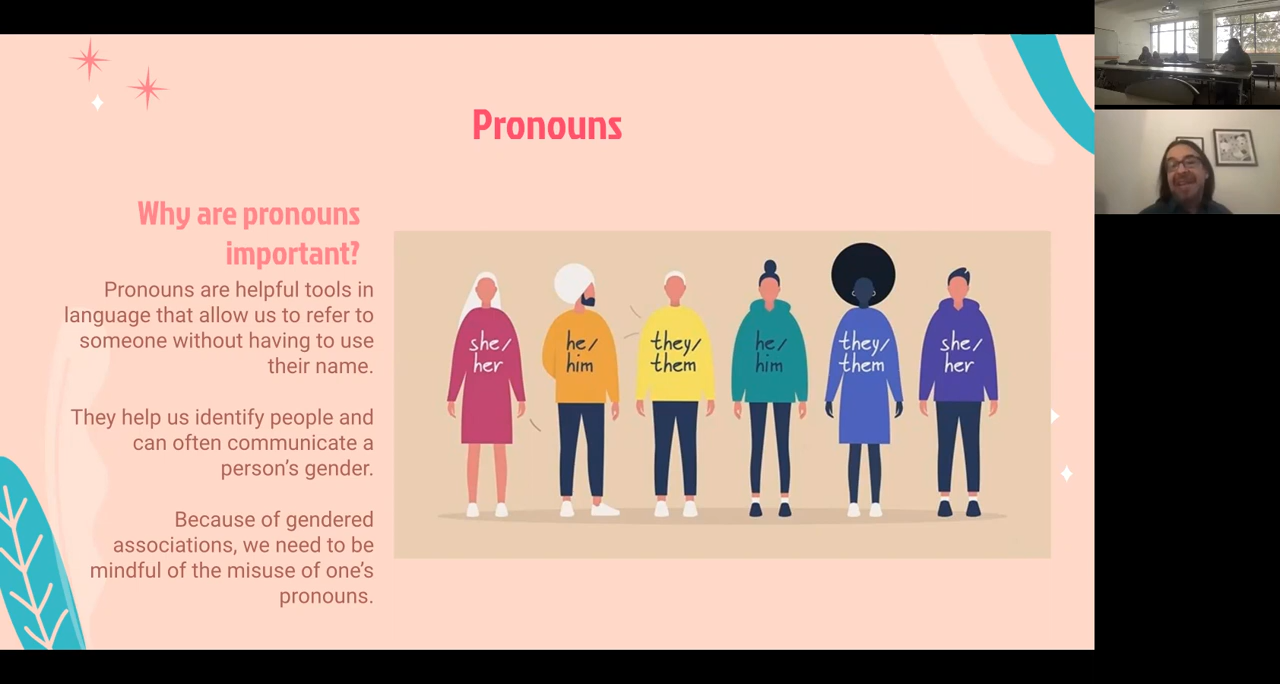 Pronouns
Why are pronouns
important?
Pronouns are helpful tools in
language that allow us to refer to
someone without having to use
their name.
They help us identify people and
can often communicate a
person’s gender.
Because of gendered
associations, we need to be
mindful of the misuse of one’s
pronouns.
she/
her
he/
him
they/
them
he/
him
they/
them
she/
her